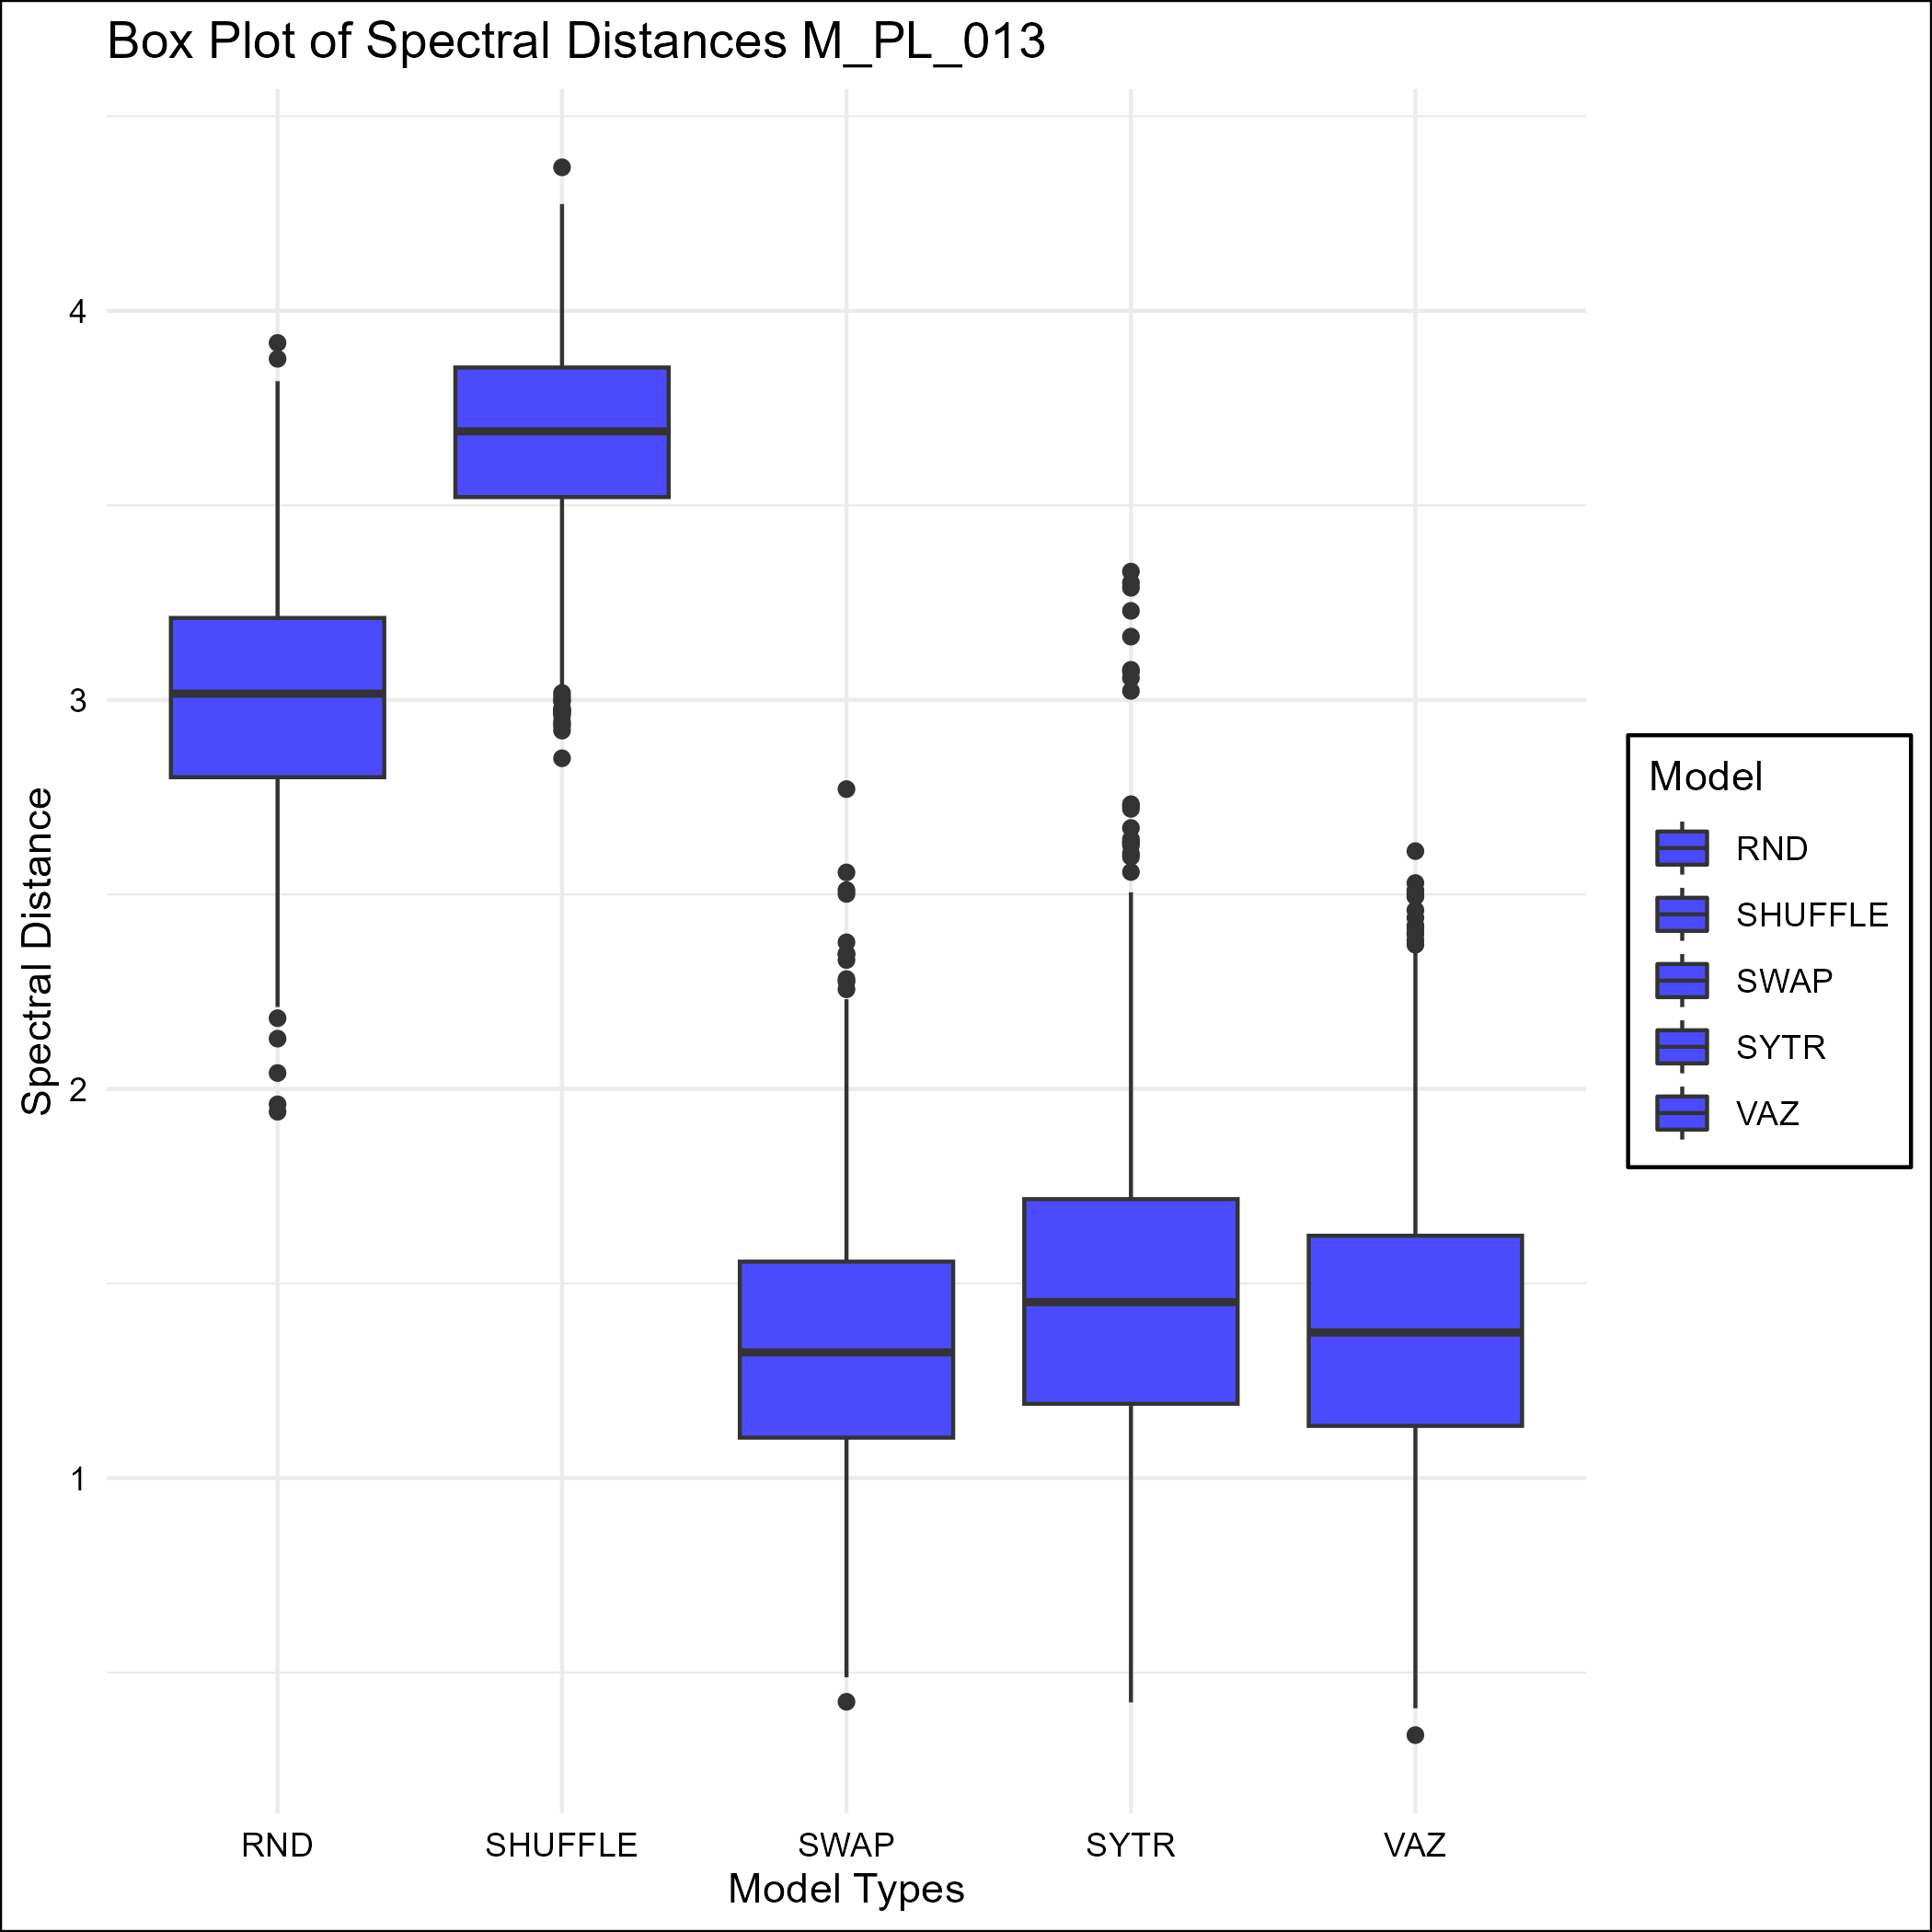 Box Plot of Spectral Distances M_PL_013
Spectral Distance
4
3
2
1
RND
SHUFFLE
SWAP
SYTR
VAZ
Model Types
Model
RND
SHUFFLE
SWAP
SYTR
VAZ